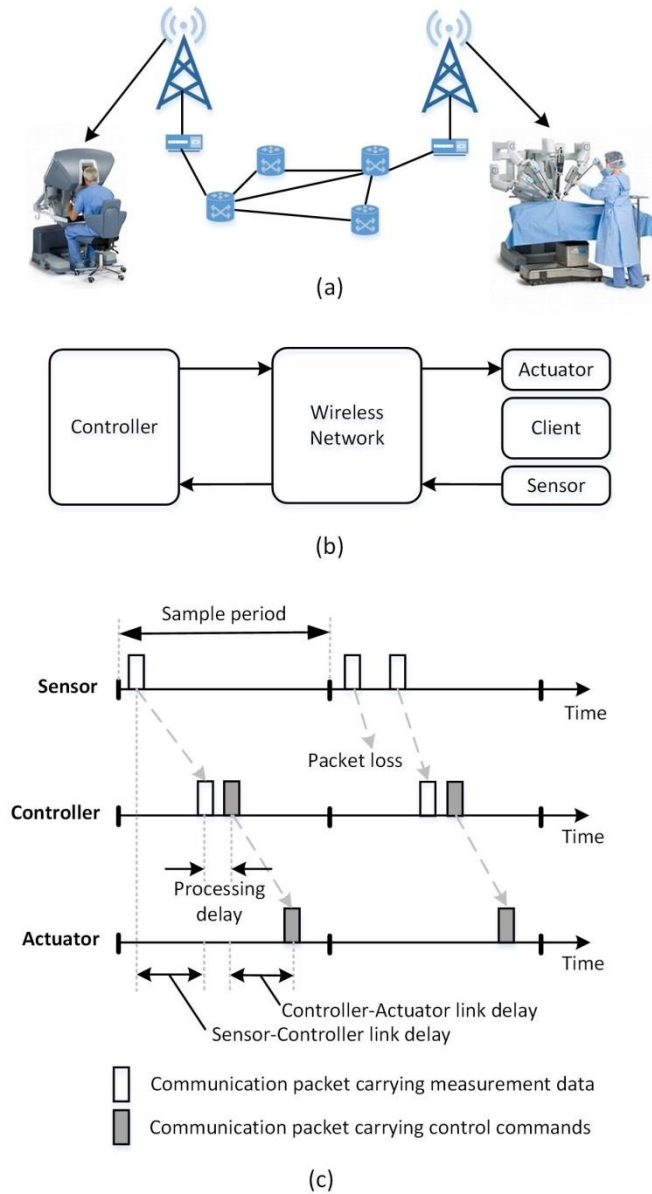 (a)
Controller
Wireless
Network
Actuator
Client
Sensor
(b)
Sample period
Sensor
Time
Packet loss
Controller
Time
Processing
delay
Actuator
Time
Controller-Actuator link delay
Sensor-Controller link delay
Communication packet carrying measurement data
Communication packet carrying control commands
(c)